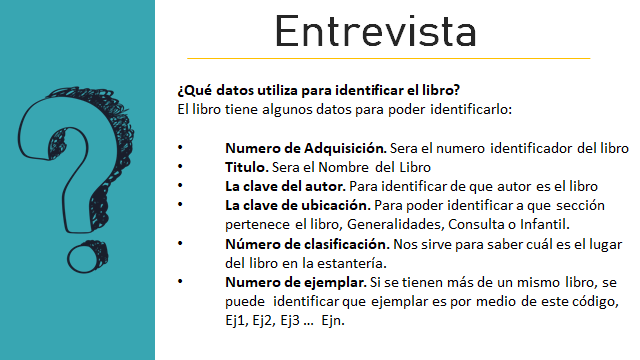 Entrevista
¿Qué datos utiliza para identificar el libro?
El libro tiene algunos datos para poder identificarlo:
• Numero de Adquisición. Sera el numero identificador del libro
• Titulo. Sera el Nombre del Libro
• La clave del autor. Para identificar de que autor es el libro
• La clave de ubicación. Para poder identificar a que sección
pertenece el libro, Generalidades, Consulta o Infantil.
• Número de clasificación. Nos sirve para saber cuál es el lugar
del libro en la estantería.
• Numero de ejemplar. Si se tienen más de un mismo libro, se
puede identificar que ejemplar es por medio de este código,
Ej1, Ej2, Ej3 ... Ejn.